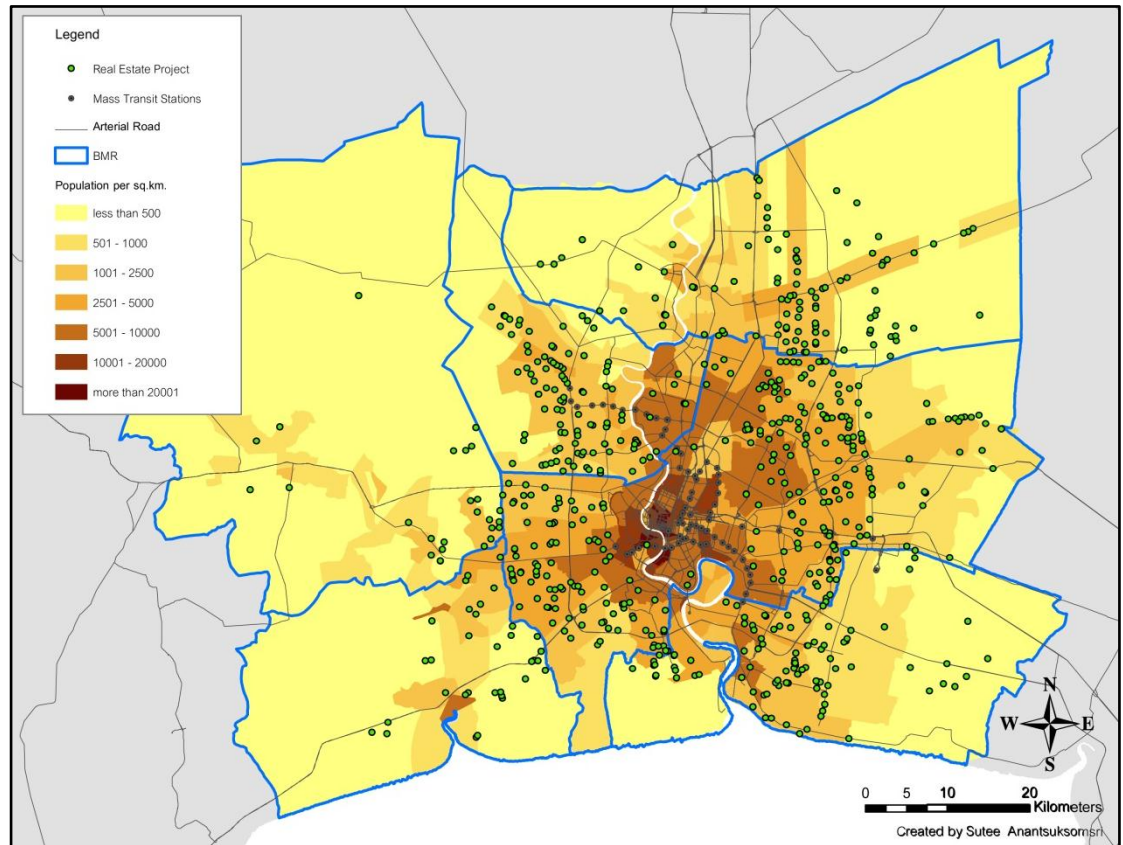 Legend
Real Estate Project
Mass Transit Stations
Arterial Road
BMR
Population per sq.km.
less than 500
501 - 1000
1001 - 2500
2501 - 5000
5001 - 10000
10001 - 20000
more than 20001
N
W E
S
0 5 10 20
Kilometers
Created by Sutee Anantsuksomsri